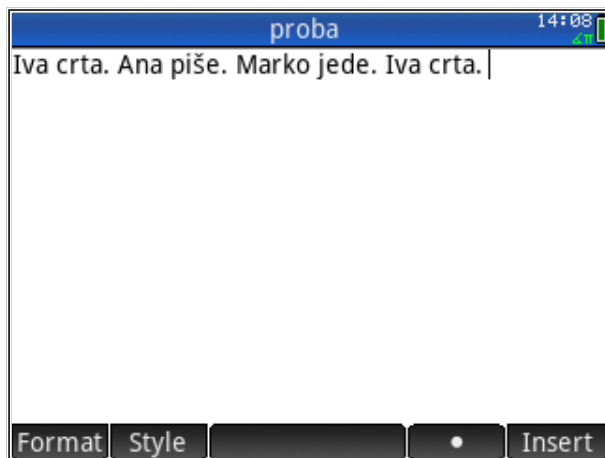 proba 14:08
∡π
Iva crta. Ana piše. Marko jede. Iva crta.
Format Style • Insert